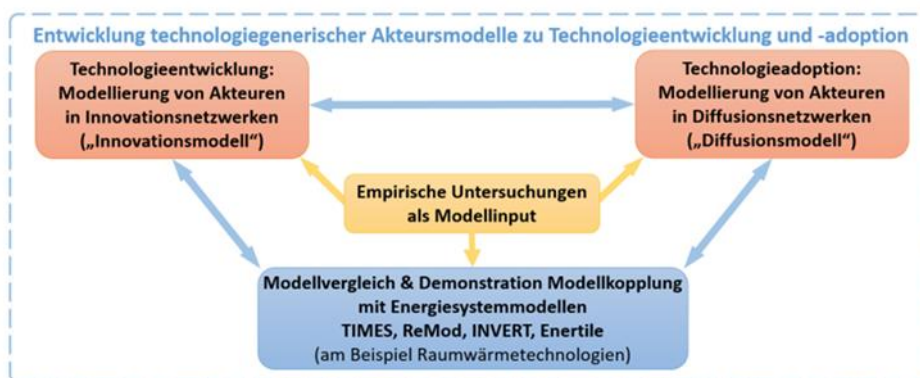 Entwicklung technologiegenerischer Akteursmodelle zu Technologieentwicklung und -adoption
Technologieentwicklung:
Modellierung von Akteuren
in Innovationsnetzwerken
(„Innovationsmodell“)
Technologieadoption:
Modellierung von Akteuren
in Diffusionsnetzwerken
(„Diffusionsmodell“)
Empirische Untersuchungen
als Modellinput
Modellvergleich & Demonstration Modellkopplung
mit Energiesystemmodellen
TIMES, ReMod, INVERT, Enertile
(am Beispiel Raumwärmetechnologien)